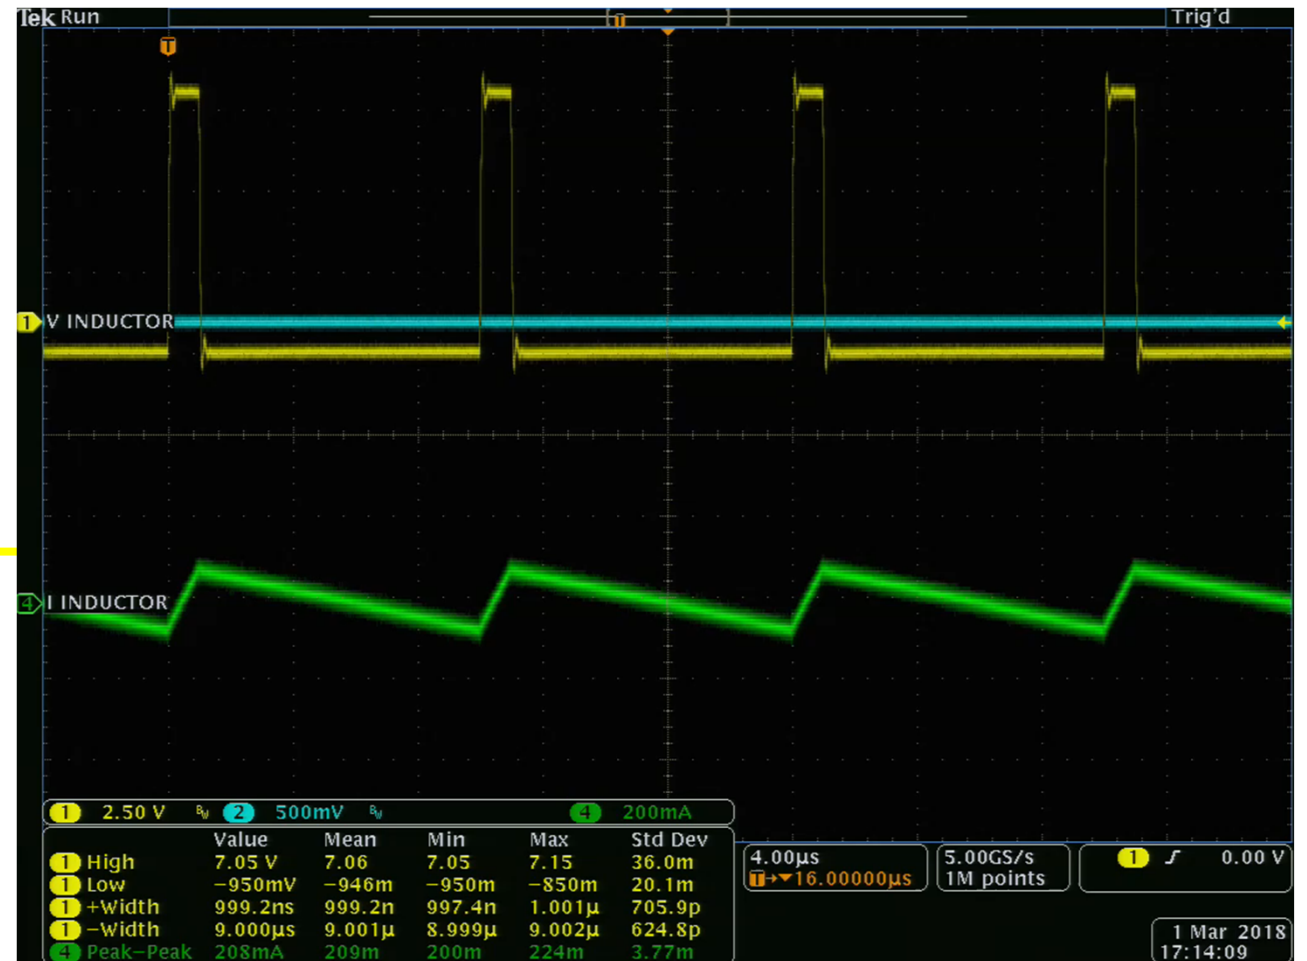 Tek Run Trig'd
T
T
1 V INDUCTOR
4 I INDUCTOR
1 2.50 V BW 2 500mV BW 4 200mA
Value Mean Min Max Std Dev
1 High 7.05 V 7.06 7.05 7.15 36.0m
1 Low −950mV −946m −950m −850m 20.1m
1 +Width 999.2ns 999.2n 997.4n 1.001µ 705.9p
1 −Width 9.000µs 9.001µ 8.999µ 9.002µ 624.8p
4 Peak−Peak 208mA 209m 200m 224m 3.77m
4.00µs
T→▼16.00000µs
5.00GS/s
1M points
1 0.00 V
1 Mar 2018
17:14:09